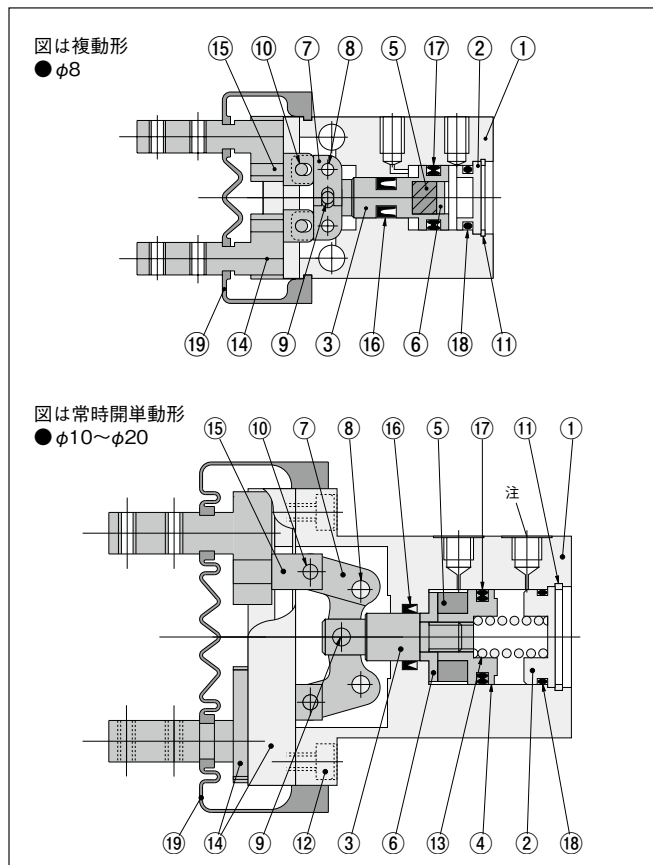 図は複動形
● φ8
⑮ ⑩ ⑦ ⑧ ⑤ ⑰ ② ①
⑲ ⑭ ⑨ ③ ⑯ ⑥ ⑱ ⑪
図は常時開単動形
● φ10～φ20
⑮ ⑩ ⑦ ⑧ ⑯ ⑤ ⑰ ⑪ ①
注
⑲ ⑭ ⑨ ⑫ ③ ⑥ ⑬ ④ ② ⑱